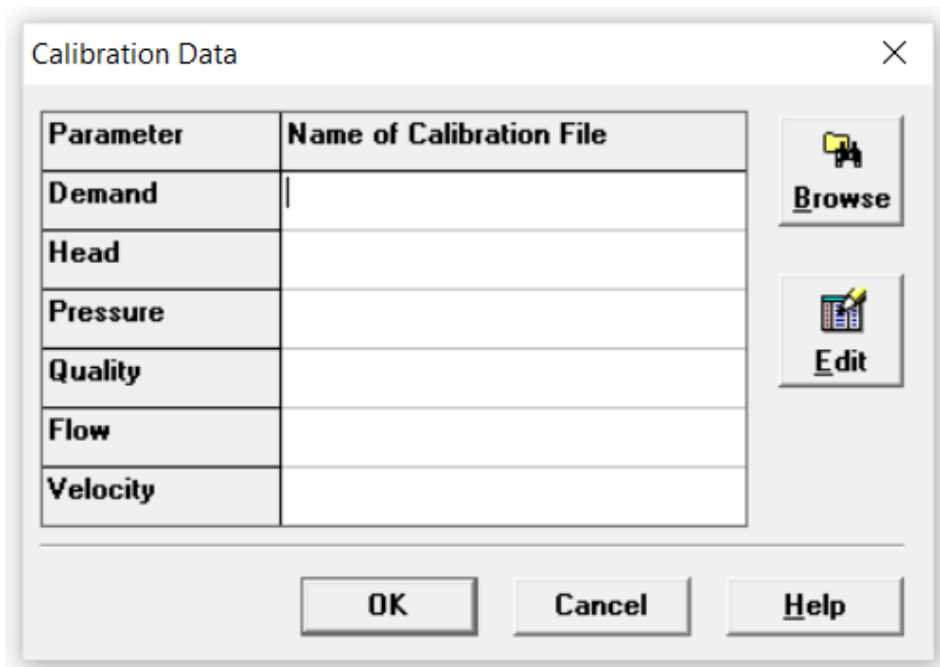 Calibration Data
Parameter Name of Calibration File
Demand
Head
Pressure
Quality
Flow
Velocity
Browse
Edit
OK Cancel Help